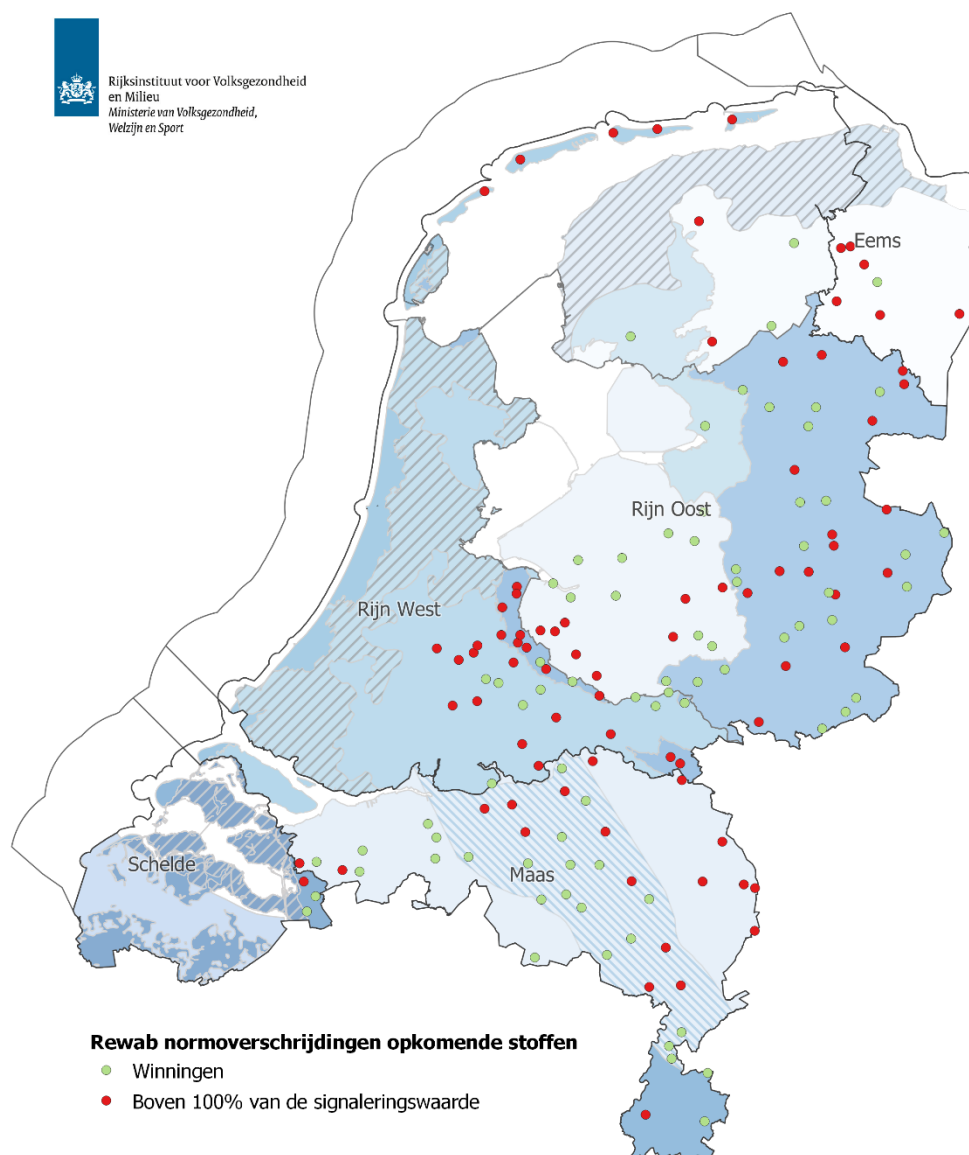 Rijksinstituut voor Volksgezondheid
en Milieu
Ministerie van Volksgezondheid,
Welzijn en Sport
Eems
Rijn Oost
Rijn West
Schelde
Maas
Rewab normoverschrijdingen opkomende stoffen
Winningen
Boven 100% van de signaleringswaarde